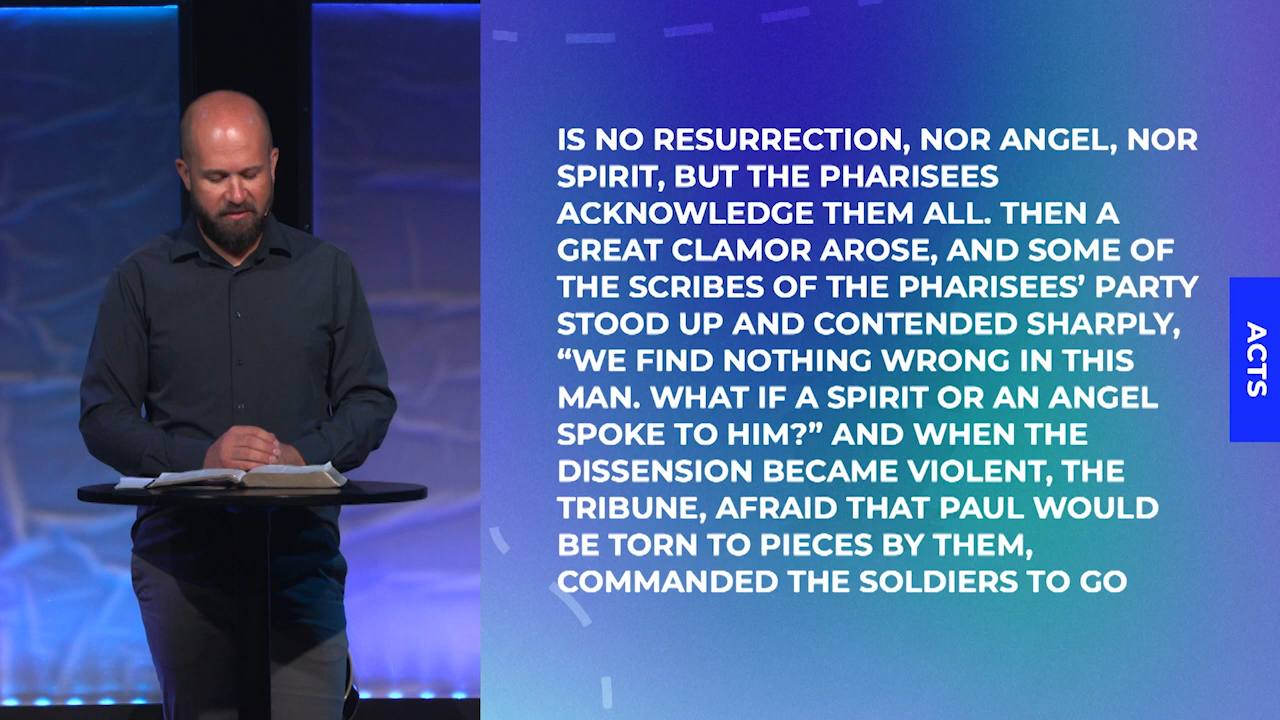 IS NO RESURRECTION, NOR ANGEL, NOR
SPIRIT, BUT THE PHARISEES
ACKNOWLEDGE THEM ALL. THEN A
GREAT CLAMOR AROSE, AND SOME OF
THE SCRIBES OF THE PHARISEES’ PARTY
STOOD UP AND CONTENDED SHARPLY,
“WE FIND NOTHING WRONG IN THIS
MAN. WHAT IF A SPIRIT OR AN ANGEL
SPOKE TO HIM?” AND WHEN THE
DISSENSION BECAME VIOLENT, THE
TRIBUNE, AFRAID THAT PAUL WOULD
BE TORN TO PIECES BY THEM,
COMMANDED THE SOLDIERS TO GO
ACTS